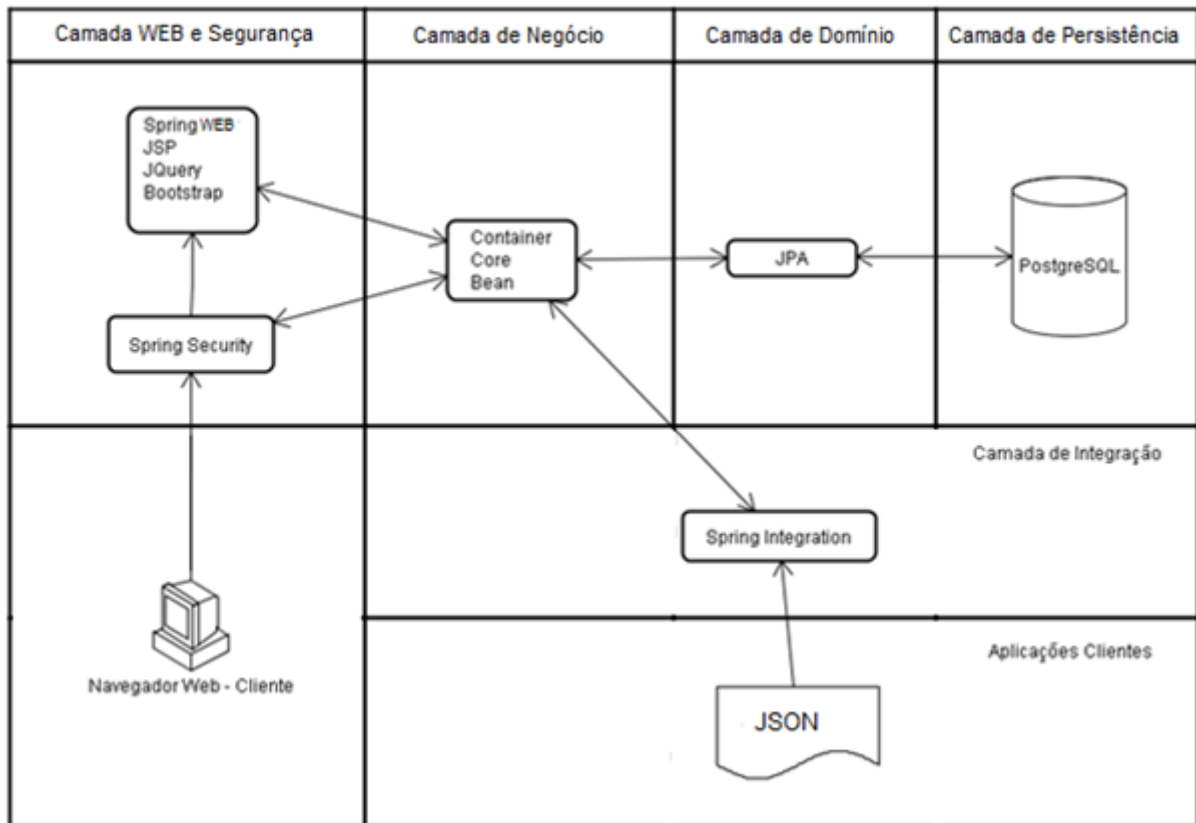 Camada WEB e Segurança
Camada de Negócio
Camada de Domínio
Camada de Persistência
Spring WEB
JSP
JQuery
Bootstrap
Container
Core
Bean
JPA
PostgreSQL
Spring Security
Camada de Integração
Spring Integration
Aplicações Clientes
Navegador Web - Cliente
JSON